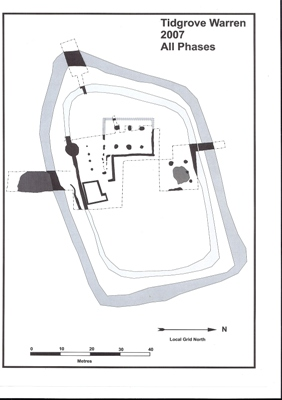 Tidgrove Warren
2007
All Phases
N
Local Grid North
0 10 20 30 40
Metres